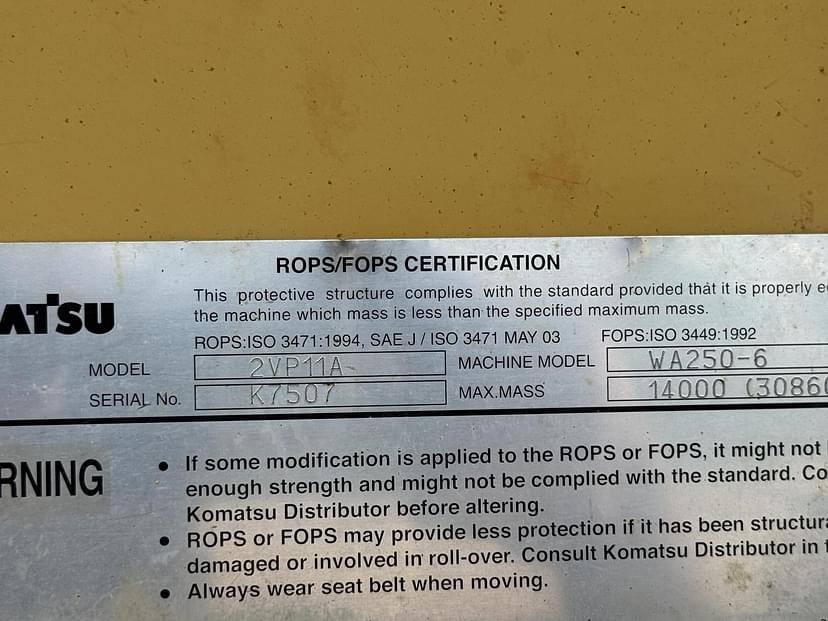 ROPS/FOPS CERTIFICATION
ATSU
This protective structure complies with the standard provided that it is properly
the machine which mass is less than the specified maximum mass.
ROPS:ISO 3471:1994, SAE J / ISO 3471 MAY 03 FOPS:ISO 3449:1992
MODEL 2VP11A MACHINE MODEL WA250-6
SERIAL No. K7507 MAX.MASS 14000 (3086
RNING
• If some modification is applied to the ROPS or FOPS, it might not
enough strength and might not be complied with the standard. Co
Komatsu Distributor before altering.
• ROPS or FOPS may provide less protection if it has been structura
damaged or involved in roll-over. Consult Komatsu Distributor in
• Always wear seat belt when moving.